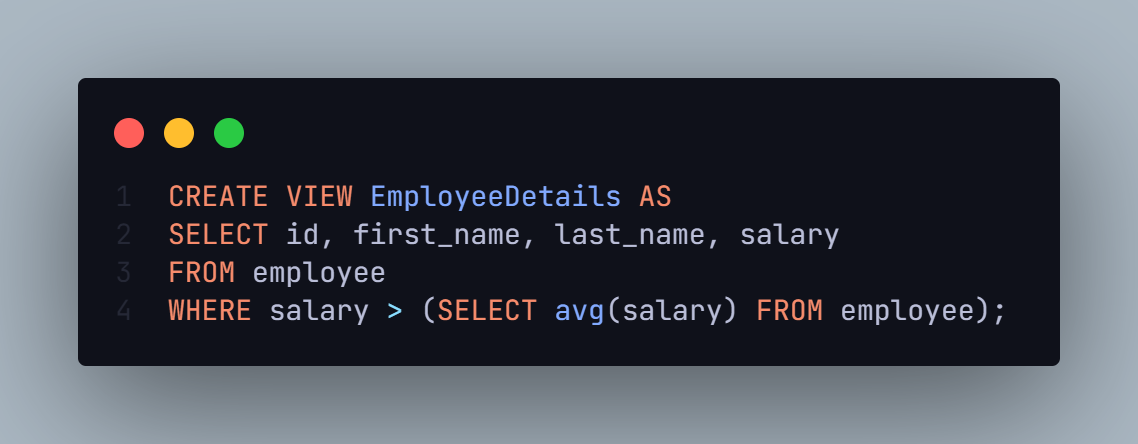 1 CREATE VIEW EmployeeDetails AS
2 SELECT id, first_name, last_name, salary
3 FROM employee
4 WHERE salary > (SELECT avg(salary) FROM employee);